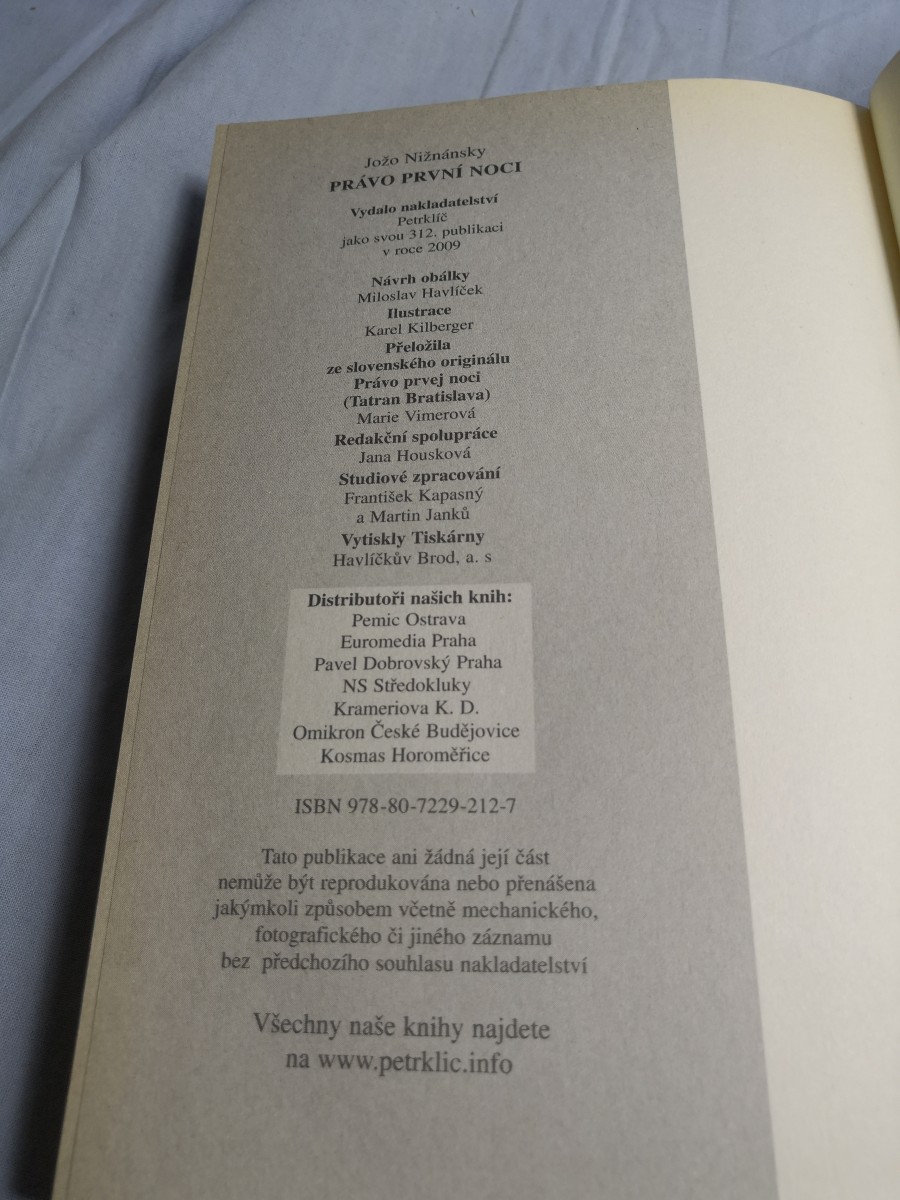 Jožo Nižnánsky
PRÁVO PRVNÍ NOCI
Vydalo nakladatelství
Petrklíč
jako svou 312. publikaci
v roce 2009
Návrh obálky
Miloslav Havlíček
Ilustrace
Karel Kilberger
Přeložila
ze slovenského originálu
Právo prvej noci
(Tatran Bratislava)
Marie Vimerová
Redakční spolupráce
Jana Housková
Studiové zpracování
František Kapasný
a Martin Janků
Vytiskly Tiskárny
Havlíčkův Brod, a. s
Distributoři našich knih:
Pemic Ostrava
Euromedia Praha
Pavel Dobrovský Praha
NS Středokluky
Krameriova K. D.
Omikron České Budějovice
Kosmas Horoměřice
ISBN 978-80-7229-212-7
Tato publikace ani žádná její část
nemůže být reprodukována nebo přenášena
jakýmkoli způsobem včetně mechanického,
fotografického či jiného záznamu
bez předchozího souhlasu nakladatelství
Všechny naše knihy najdete
na www.petrklic.info